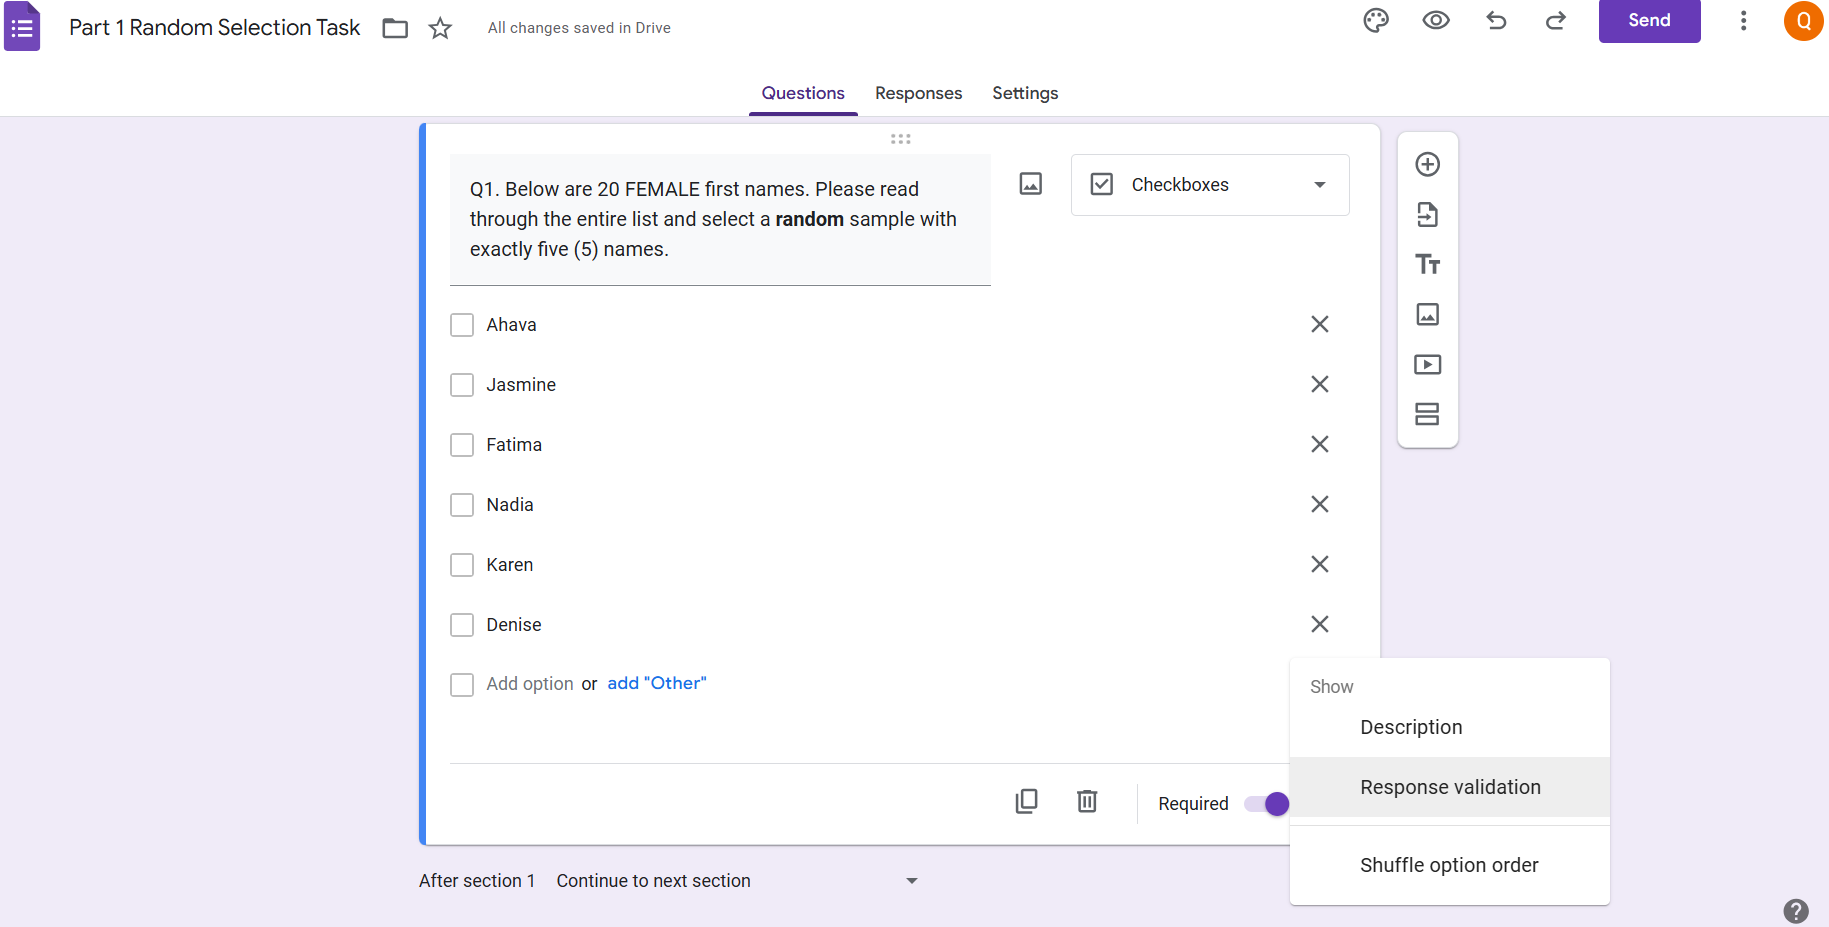 Part 1 Random Selection Task
All changes saved in Drive
Send
Q
Questions
Responses
Settings
Q1. Below are 20 FEMALE first names. Please read
through the entire list and select a random sample with
exactly five (5) names.
Checkboxes
Ahava
Jasmine
Fatima
Nadia
Karen
Denise
Add option or add "Other"
Show
Description
Response validation
Shuffle option order
Required
After section 1 Continue to next section